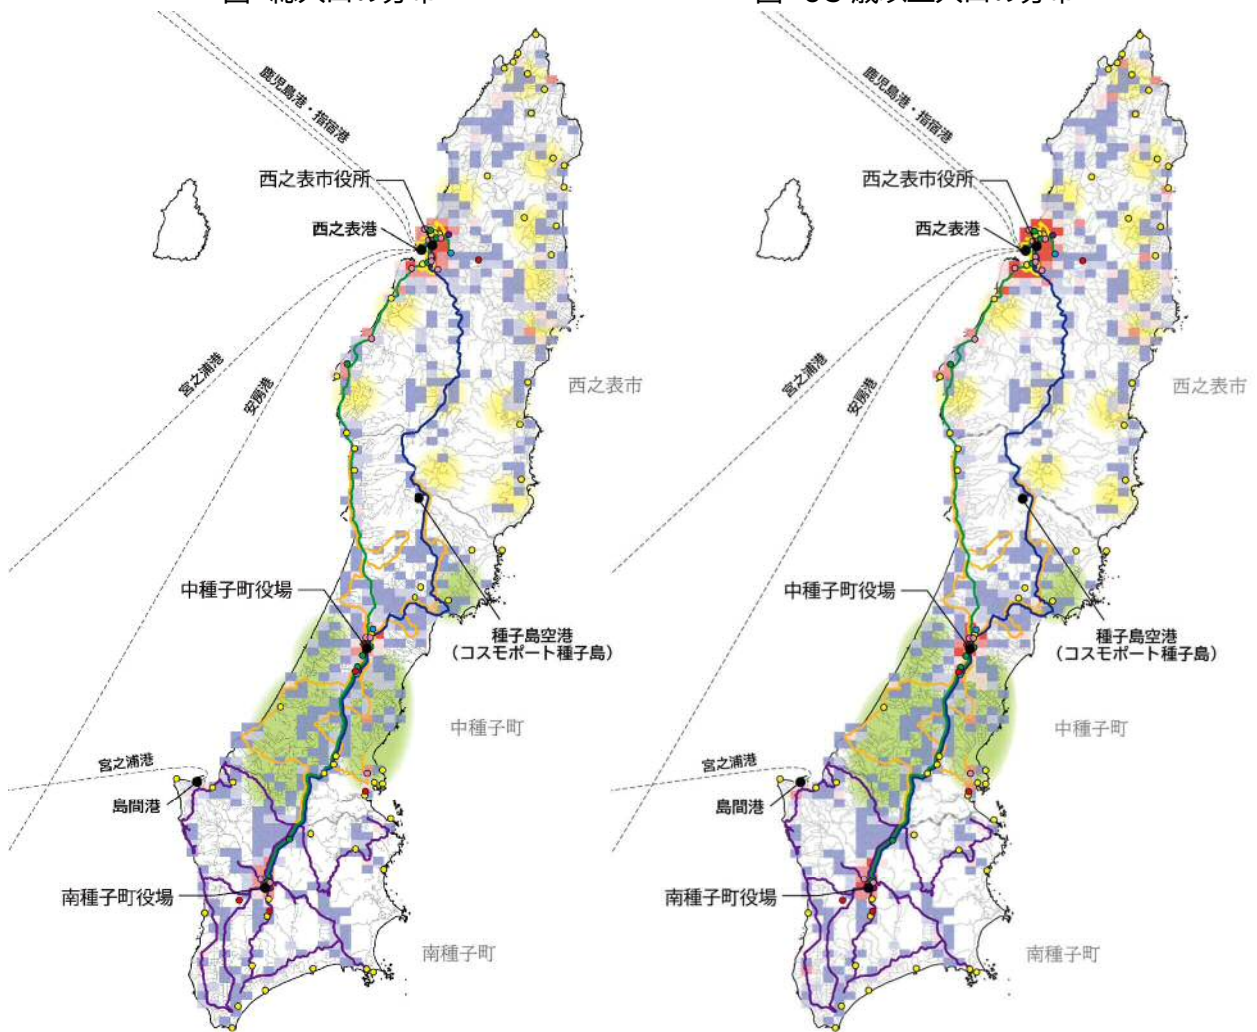 鹿児島港・指宿港
西之表市役所
西之表港
宮之浦港
安房港
西之表市
中種子町役場
種子島空港
(コスモポート種子島)
中種子町
宮之浦港
島間港
南種子町役場
南種子町
鹿児島港・指宿港
西之表市役所
西之表港
宮之浦港
安房港
西之表市
中種子町役場
種子島空港
(コスモポート種子島)
中種子町
宮之浦港
島間港
南種子町役場
南種子町